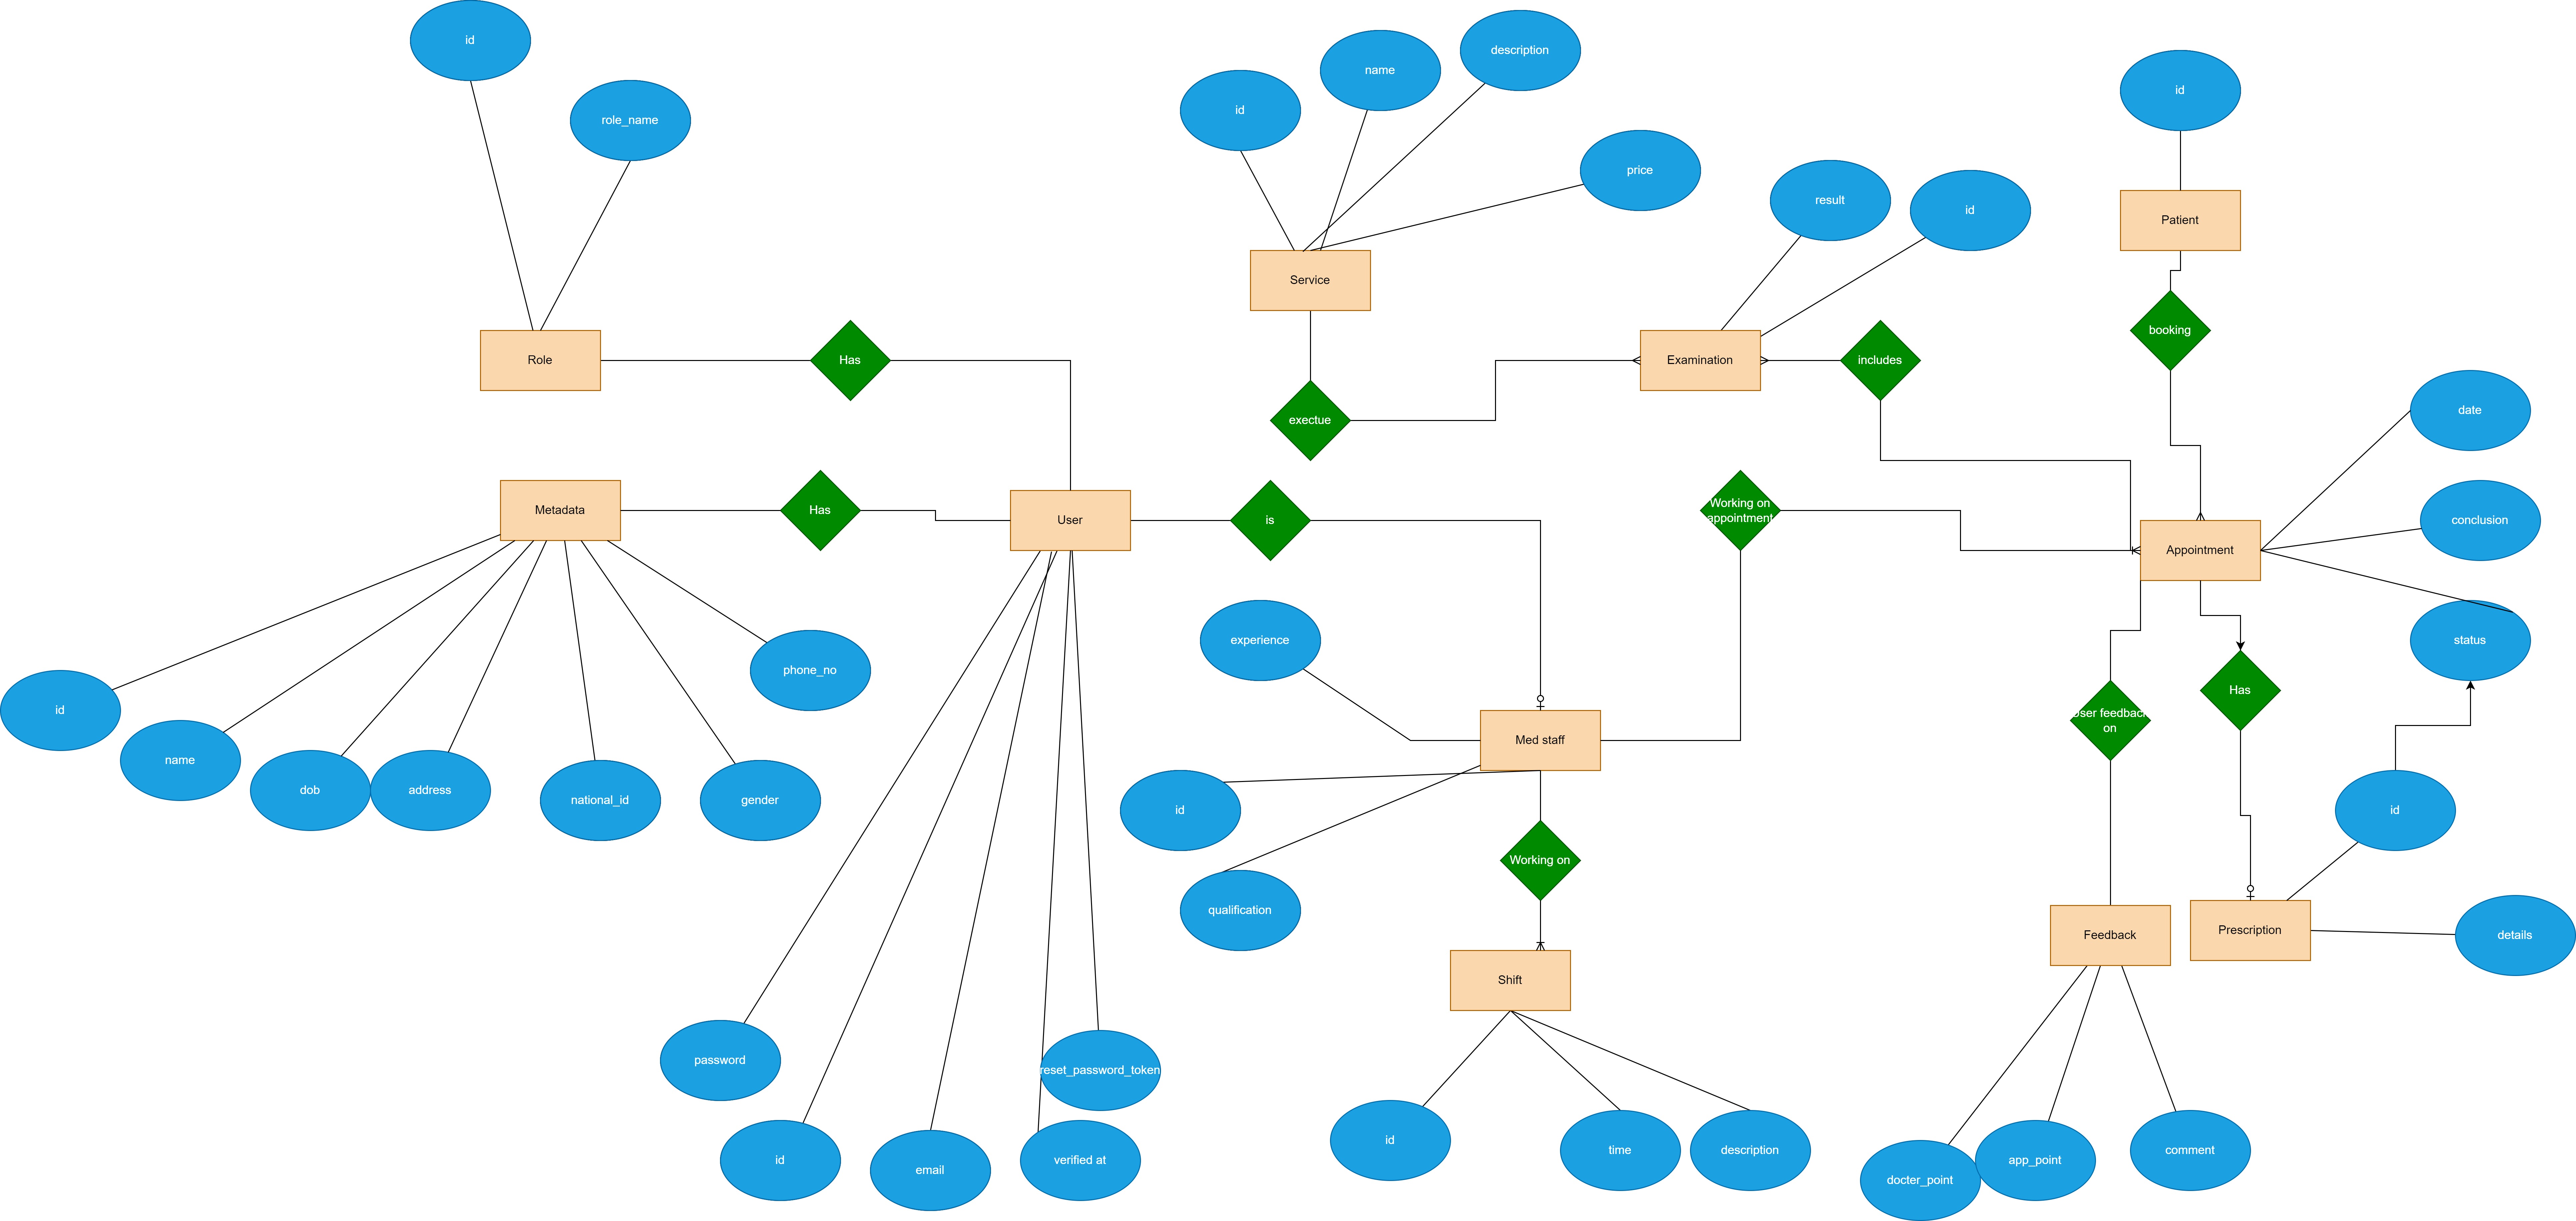 id
description
name
id
id
role_name
price
result
id
Patient
Service
booking
Role
Has
Examination
includes
date
exectue
Metadata
Has
User
is
Working on
appointment
conclusion
Appointment
experience
status
phone_no
User feedback
on
Has
id
name
dob
address
national_id
gender
Med staff
id
id
Working on
qualification
Feedback
Prescription
details
Shift
password
reset_password_token
id
email
verified at
id
time
description
docter_point
app_point
comment